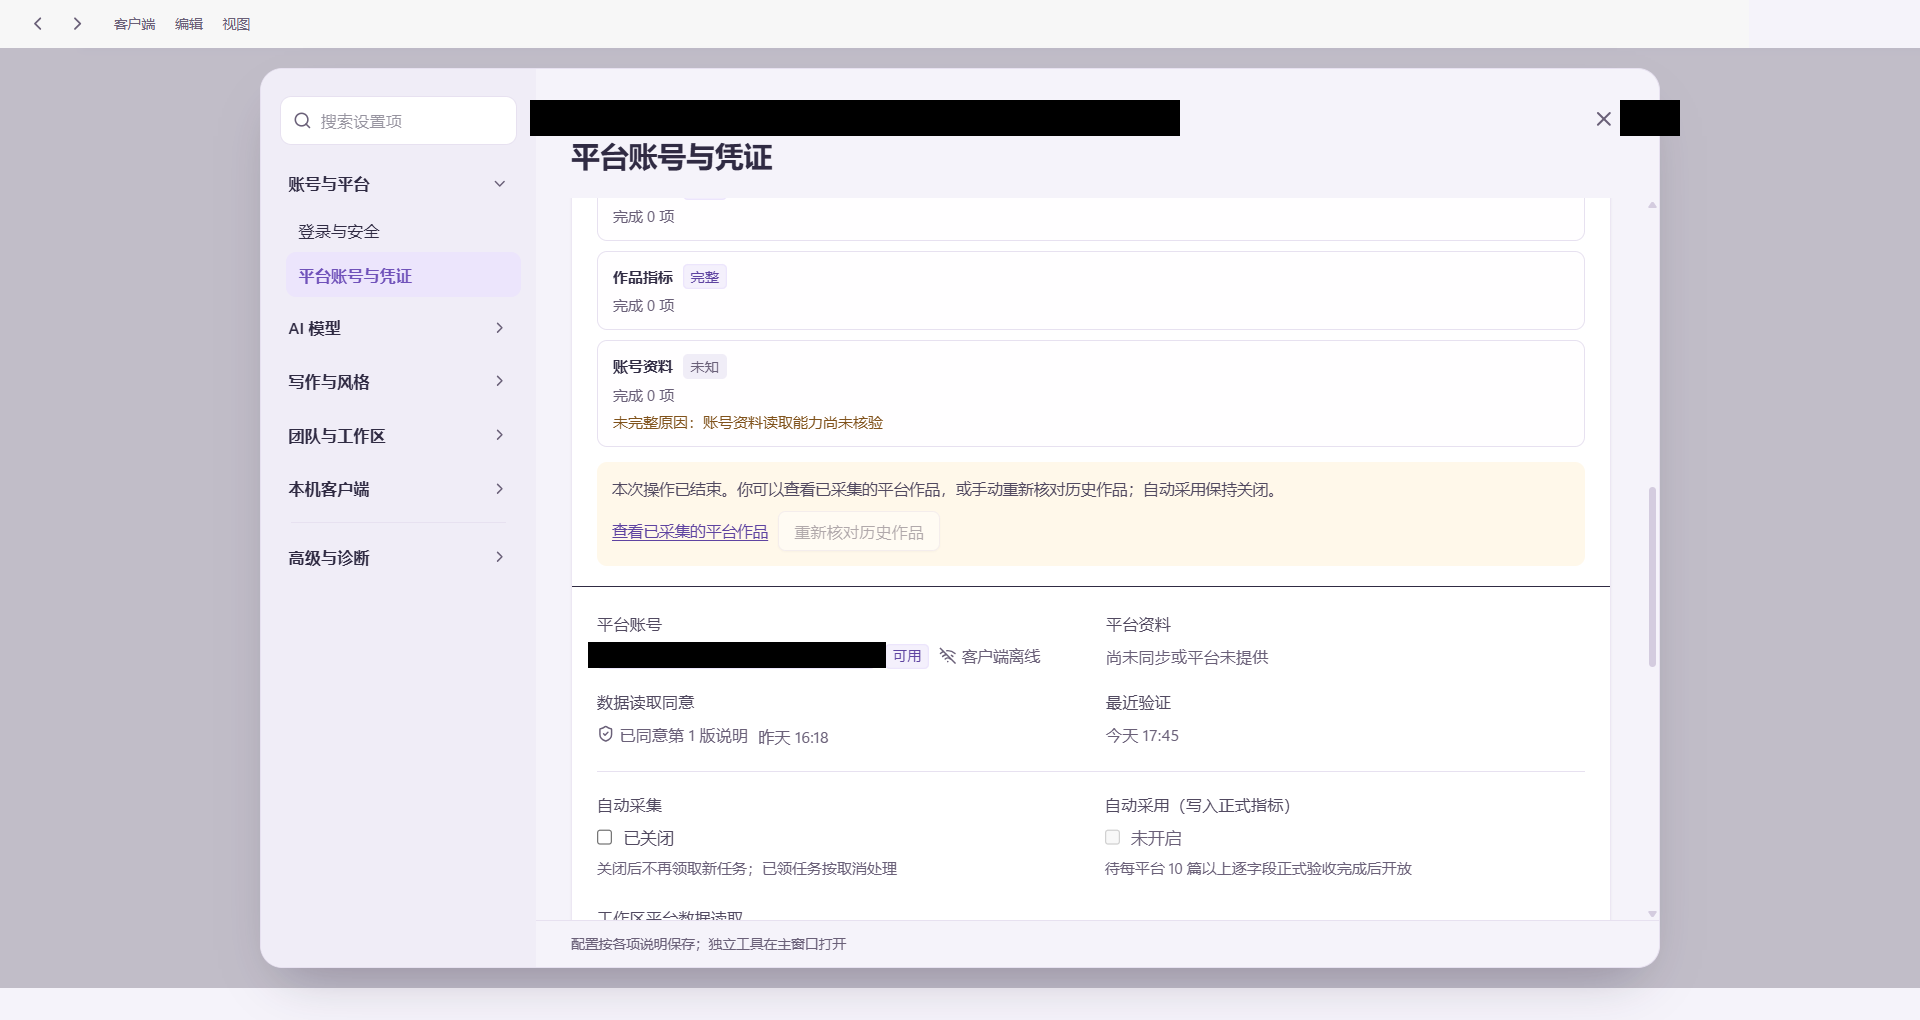 客户端 编辑 视图
搜索设置项
账号与平台
登录与安全
平台账号与凭证
AI 模型
写作与风格
团队与工作区
本机客户端
高级与诊断
平台账号与凭证
完成 0 项
作品指标 完整
完成 0 项
账号资料 未知
完成 0 项
未完整原因：账号资料读取能力尚未核验
本次操作已结束。你可以查看已采集的平台作品，或手动重新核对历史作品；自动采用保持关闭。
查看已采集的平台作品 重新核对历史作品
平台账号
可用 客户端离线
平台资料
尚未同步或平台未提供
数据读取同意
已同意第 1 版说明 昨天 16:18
最近验证
今天 17:45
自动采集
已关闭
关闭后不再领取新任务；已领任务按取消处理
自动采用（写入正式指标）
未开启
待每平台 10 篇以上逐字段正式验收完成后开放
工作区平台数据读取
配置按各项说明保存；独立工具在主窗口打开